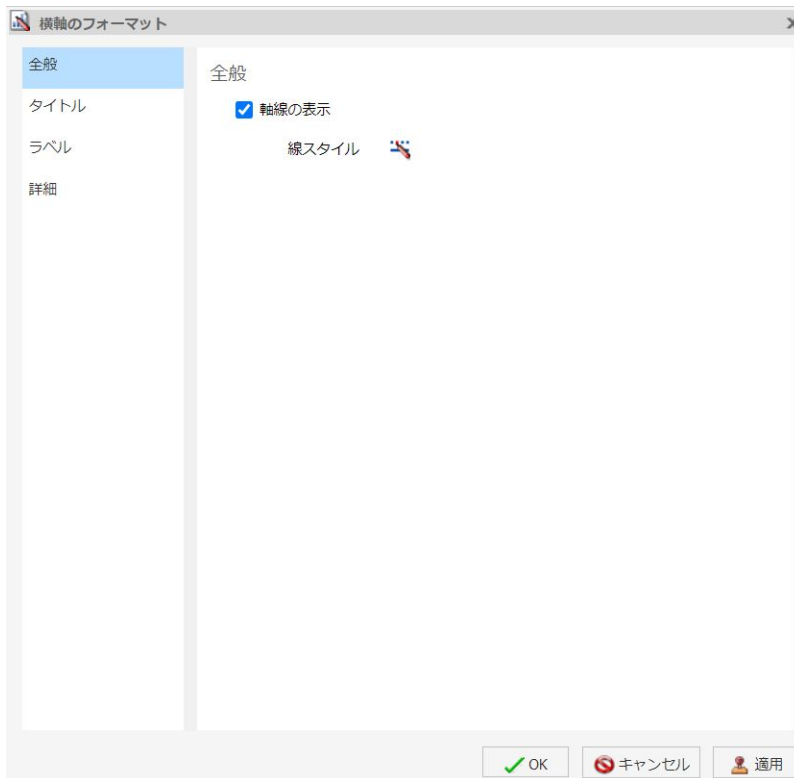 横軸のフォーマット
全般
タイトル
ラベル
詳細
全般
軸線の表示
線スタイル
OK
キャンセル
適用